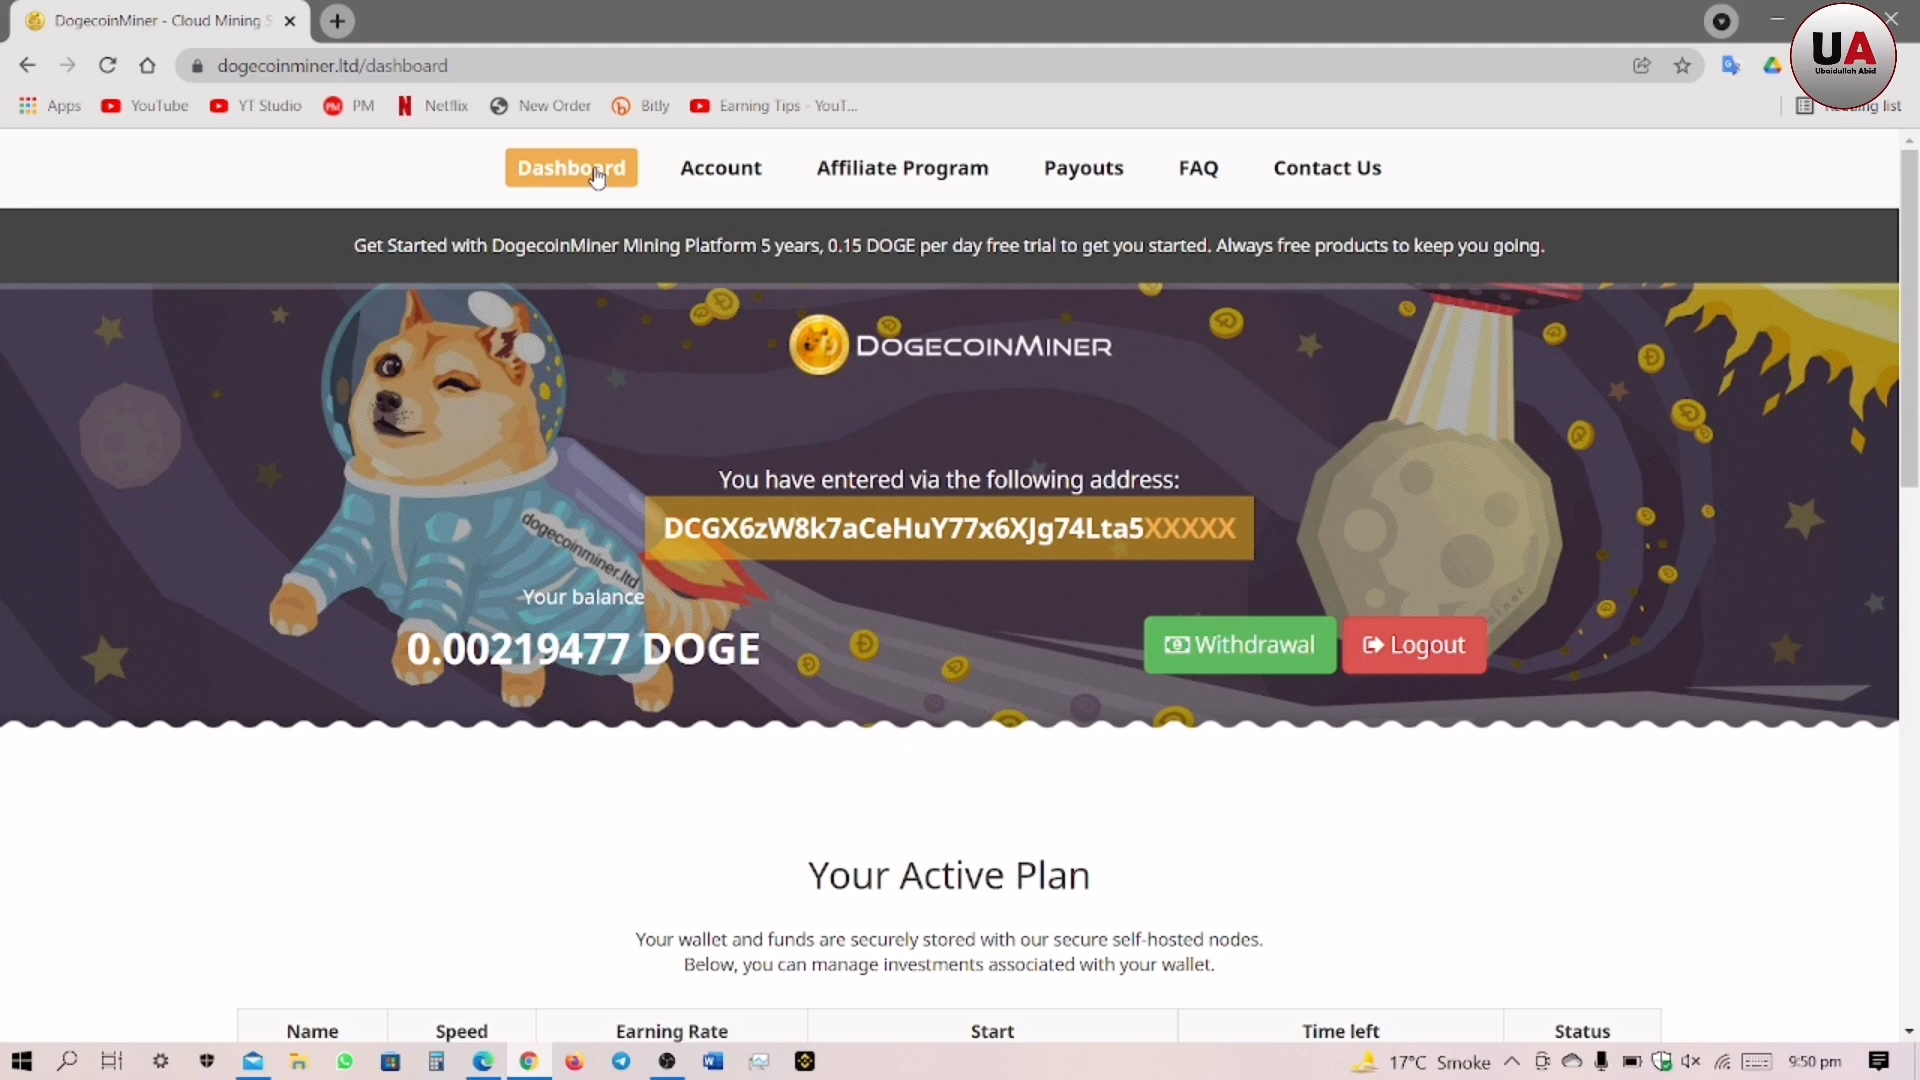 DogecoinMiner - Cloud Mining S
UA
Ubaidullah Abid
dogecoinminer.ltd/dashboard
Apps YouTube YT Studio PM Netflix New Order Bitly Earning Tips - YouT... list
Dashboard Account Affiliate Program Payouts FAQ Contact Us
Get Started with DogecoinMiner Mining Platform 5 years, 0.15 DOGE per day free trial to get you started. Always free products to keep you going.
DOGECOINMINER
You have entered via the following address:
DCGX6zW8k7aCeHuY77x6XJg74Lta5XXXXX
dogecoinminer.ltd
Your balance
0.00219477 DOGE
Withdrawal Logout
Your Active Plan
Your wallet and funds are securely stored with our secure self-hosted nodes.
Below, you can manage investments associated with your wallet.
Name Speed Earning Rate Start Time left Status
17°C Smoke 9:50 pm